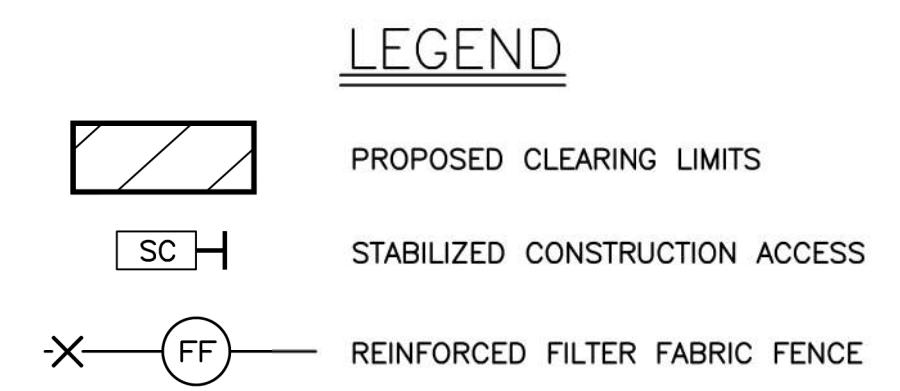 LEGEND
PROPOSED CLEARING LIMITS
SC STABILIZED CONSTRUCTION ACCESS
FF REINFORCED FILTER FABRIC FENCE